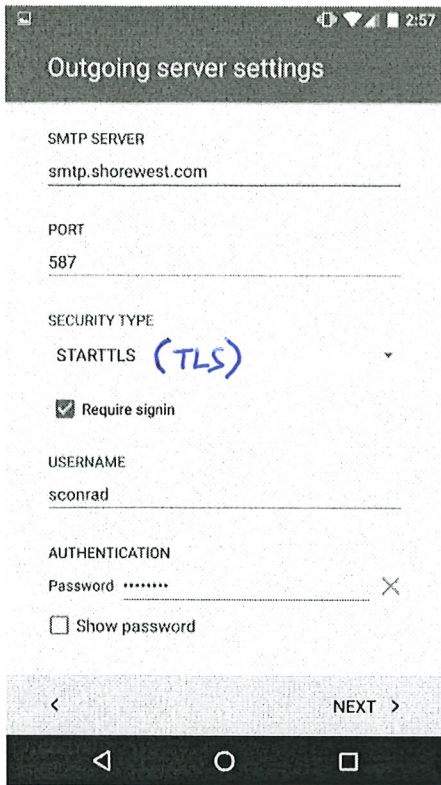 2:57
Outgoing server settings
SMTP SERVER
smtp.shorewest.com
PORT
587
SECURITY TYPE
STARTTLS (TLS)
Require signin
USERNAME
sconrad
AUTHENTICATION
Password ••••••••
Show password
NEXT